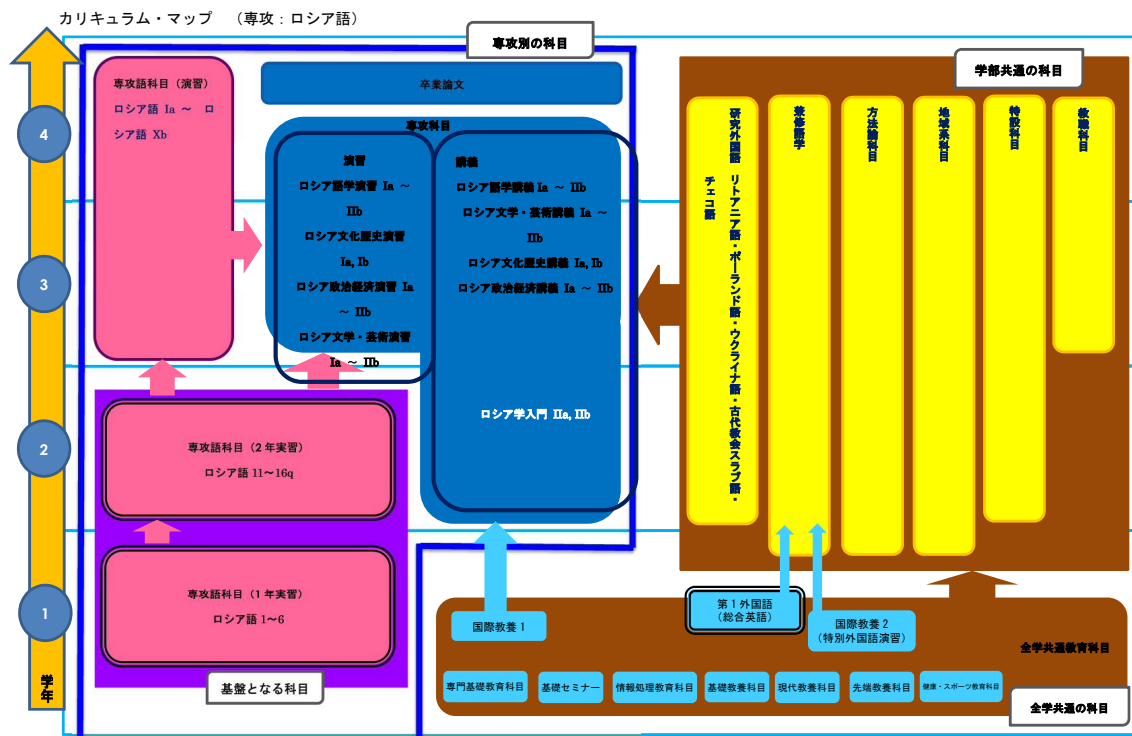 カリキュラム・マップ （専攻：ロシア語）
専攻別の科目
学部共通の科目
専攻語科目（演習）
ロシア語 Ia ～ ロ
シア語 Xb
卒業論文
専攻科目
演習
ロシア語学演習 Ia ～
IIb
ロシア文化歴史演習
Ia, Ib
ロシア政治経済演習 Ia
～ IIb
ロシア文学・芸術演習
Ia ～ IIb
講義
ロシア語学講義 Ia ～ IIb
ロシア文学・芸術講義 Ia ～
IIb
ロシア文化歴史講義 Ia, Ib
ロシア政治経済講義 Ia ～ IIb
ロシア学入門 IIa, IIb
研究外国語 リトアニア語・ポーランド語・ウクライナ語・古代教会スラブ語・
チェコ語
兼修語学
方法論科目
地域系科目
特設科目
教職科目
4
3
2
1
学年
専攻語科目（2 年実習）
ロシア語 11～16q
専攻語科目（1 年実習）
ロシア語 1～6
基盤となる科目
国際教養 1
第 1 外国語
（総合英語）
国際教養 2
（特別外国語演習）
全学共通教育科目
専門基礎教育科目
基礎セミナー
情報処理教育科目
基礎教養科目
現代教養科目
先端教養科目
健康・スポーツ教育科目
全学共通の科目